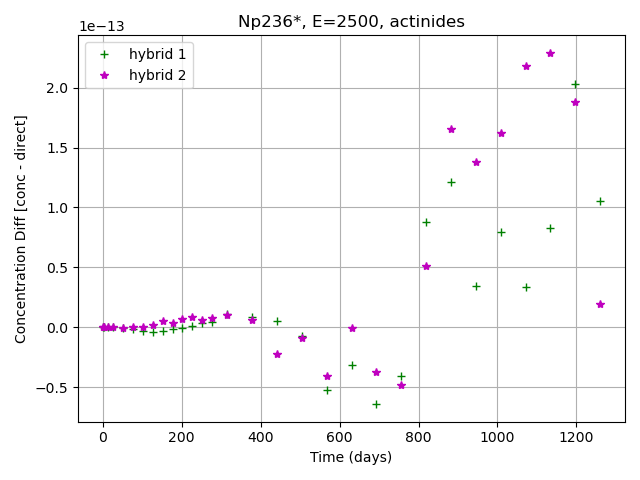 Np236*, E=2500, actinides
1e−13
hybrid 1
hybrid 2
2.0
1.5
1.0
0.5
0.0
−0.5
Concentration Diff [conc - direct]
0 200 400 600 800 1000 1200
Time (days)